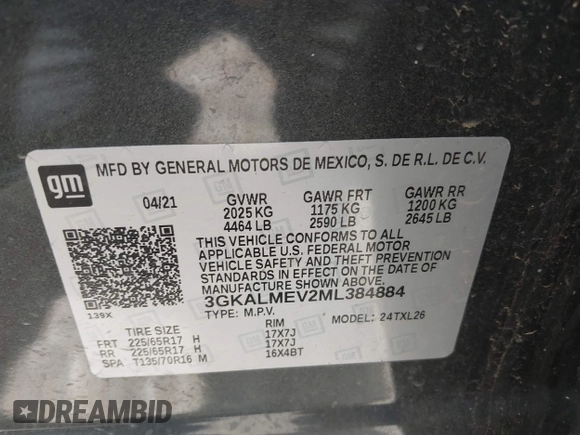 gm
MFD BY GENERAL MOTORS DE MEXICO, S. DE R.L. DE C.V.
04/21 GVWR GAWR FRT GAWR RR
2025 KG 1175 KG 1200 KG
4464 LB 2590 LB 2645 LB
THIS VEHICLE CONFORMS TO ALL
APPLICABLE U.S. FEDERAL MOTOR
VEHICLE SAFETY AND THEFT PREVENTION
STANDARDS IN EFFECT ON THE DATE OF
MANUFACTURE SHOWN ABOVE.
139X 3GKALMEV2ML384884
TYPE: M.P.V. MODEL: 24TXL26
TIRE SIZE RIM
FRT 225/65R17 H 17X7J
RR 225/65R17 H 17X7J
SPA T135/70R16 M 16X4BT
DREAMBID